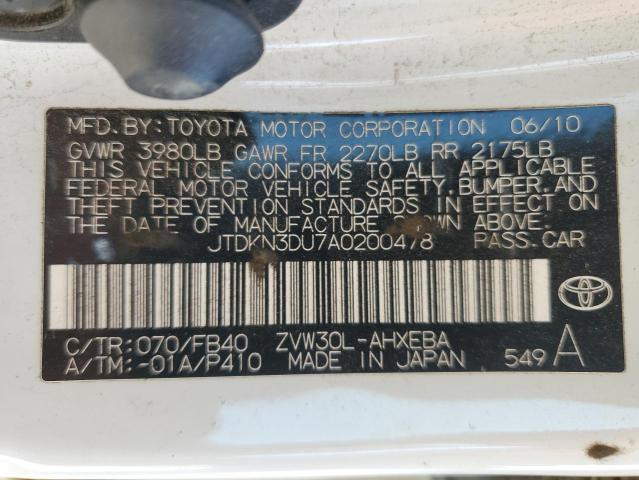 MFD. BY: TOYOTA MOTOR CORPORATION 06/10
GVWR 3980LB GAWR FR 2270LB RR 2175LB
THIS VEHICLE CONFORMS TO ALL APPLICABLE
FEDERAL MOTOR VEHICLE SAFETY, BUMPER, AND
THEFT PREVENTION STANDARDS IN EFFECT ON
THE DATE OF MANUFACTURE SHOWN ABOVE.
JTDKN3DU7A0200478 PASS. CAR
C/TR: 070/FB40 ZVW30L-AHXEBA
A/TM: -01A/P410 MADE IN JAPAN 549 A